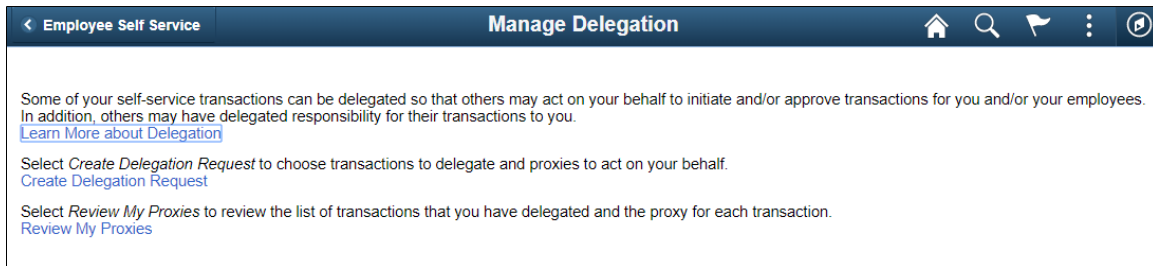 Employee Self Service
Manage Delegation
Some of your self-service transactions can be delegated so that others may act on your behalf to initiate and/or approve transactions for you and/or your employees.
In addition, others may have delegated responsibility for their transactions to you.
Learn More about Delegation
Select Create Delegation Request to choose transactions to delegate and proxies to act on your behalf.
Create Delegation Request
Select Review My Proxies to review the list of transactions that you have delegated and the proxy for each transaction.
Review My Proxies